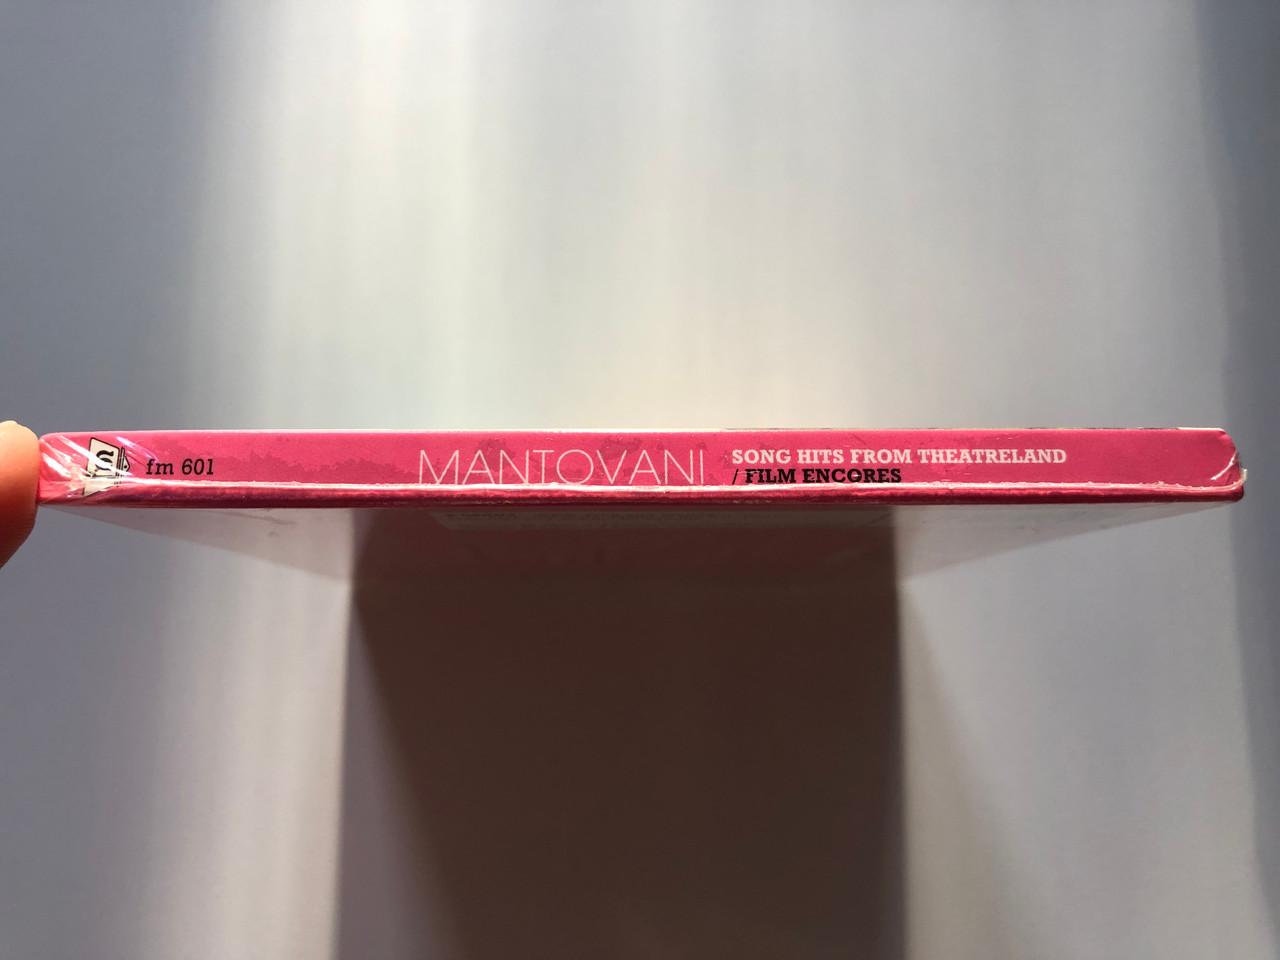 fm 601
MANTOVANI
SONG HITS FROM THEATRELAND
/ FILM ENCORES